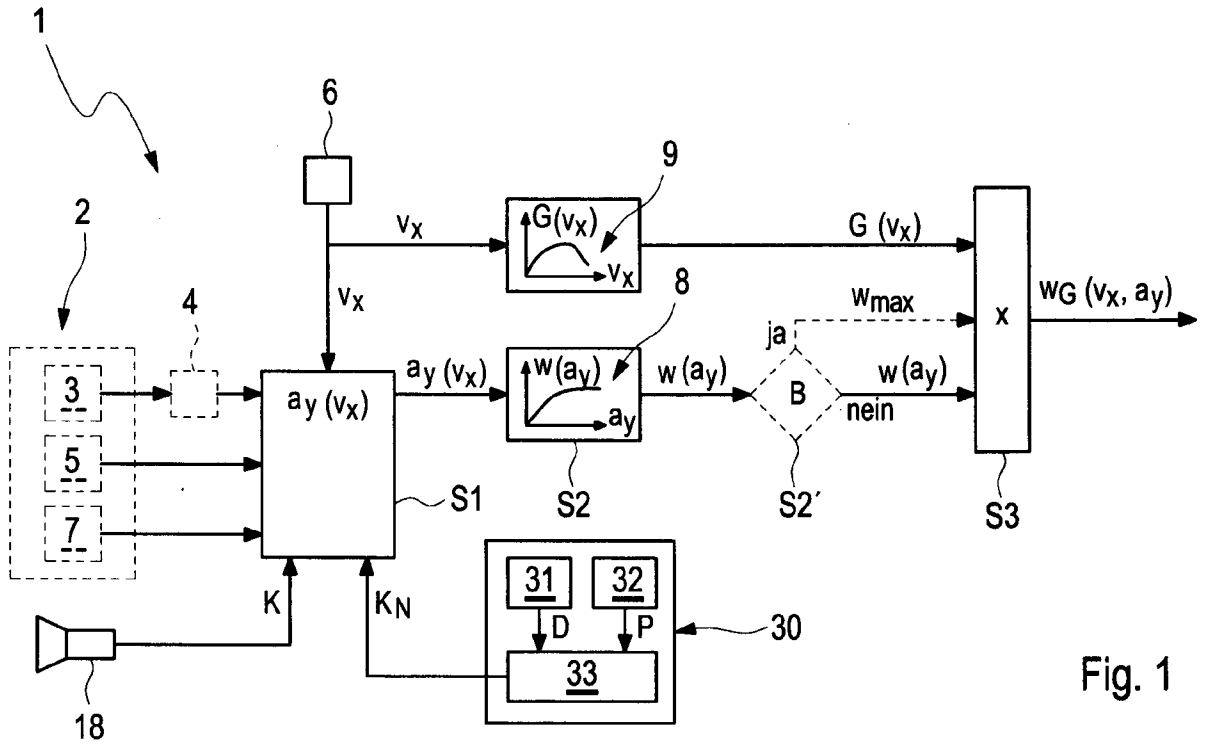 1
6
9
2
G(vx)
vx
vx
G (vx)
vx
4
8
wmax
wG (vx, ay)
ja
x
3
ay (vx)
ay (vx)
w(ay)
ay
w (ay)
B
w (ay)
nein
5
7
S1
S2
S2´
S3
K
KN
31
32
D
P
30
33
18
Fig. 1